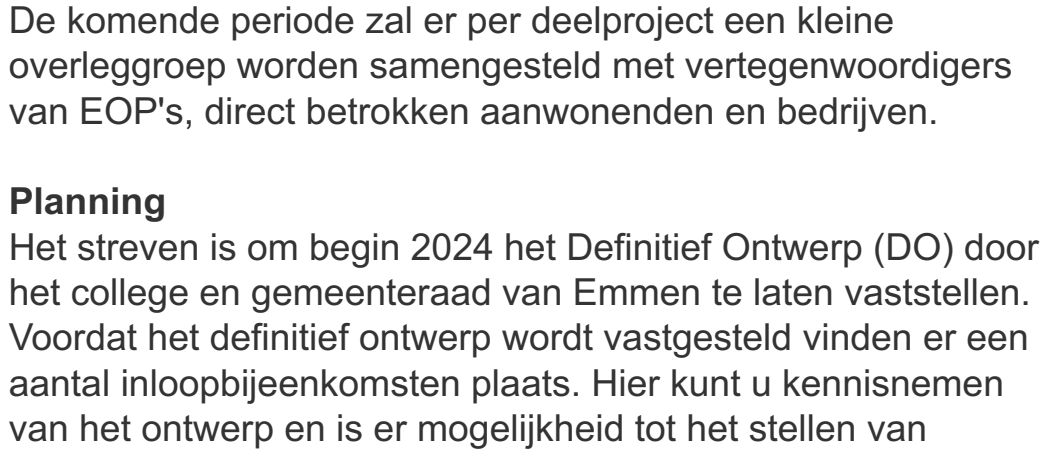 De komende periode zal er per deelproject een kleine
overleggroep worden samengesteld met vertegenwoordigers
van EOP's, direct betrokken aanwonenden en bedrijven.
Planning
Het streven is om begin 2024 het Definitief Ontwerp (DO) door
het college en gemeenteraad van Emmen te laten vaststellen.
Voordat het definitief ontwerp wordt vastgesteld vinden er een
aantal inloopbijeenkomsten plaats. Hier kunt u kennisnemen
van het ontwerp en is er mogelijkheid tot het stellen van